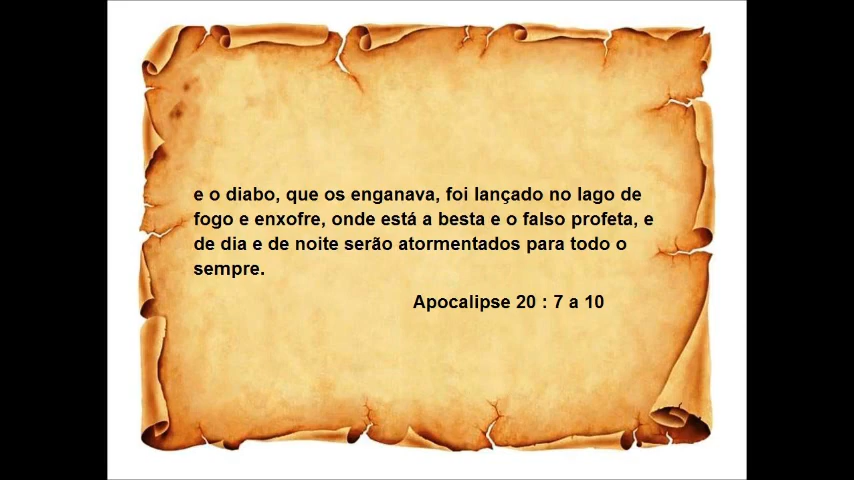 e o diabo, que os enganava, foi lançado no lago de
fogo e enxofre, onde está a besta e o falso profeta, e
de dia e de noite serão atormentados para todo o
sempre.
Apocalipse 20 : 7 a 10